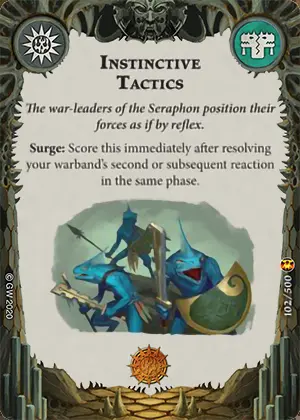 Instinctive
Tactics
The war-leaders of the Seraphon position their
forces as if by reflex.
Surge: Score this immediately after resolving
your warband's second or subsequent reaction
in the same phase.
© GW 2020
102/500